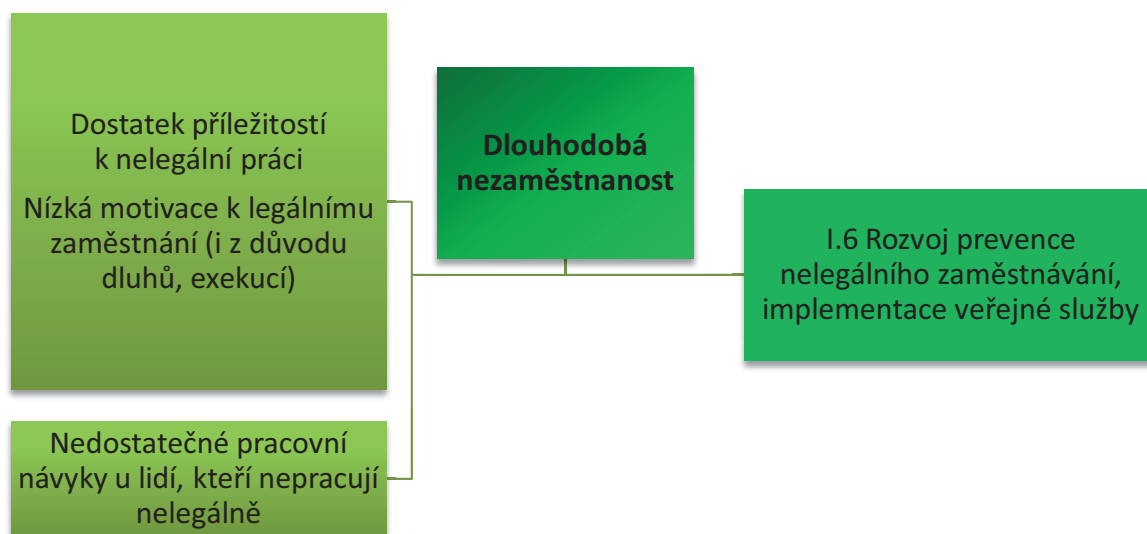 Dostatek příležitostí
k nelegální práci
Nízká motivace k legálnímu
zaměstnání (i z důvodu
dluhů, exekucí)
Nedostatečné pracovní
návyky u lidí, kteří nepracují
nelegálně
Dlouhodobá
nezaměstnanost
I.6 Rozvoj prevence
nelegálního zaměstnávání,
implementace veřejné služby